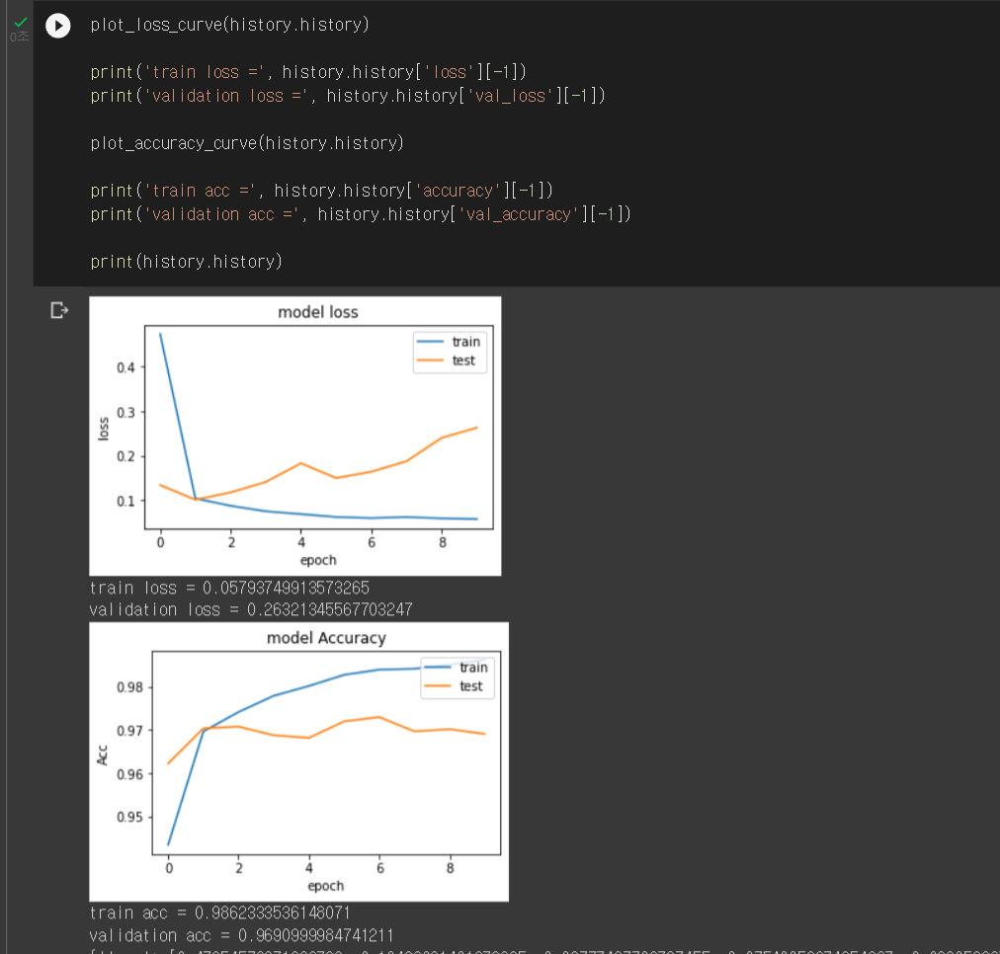 0초
plot_loss_curve(history.history)
print('train loss =', history.history['loss'][-1])
print('validation loss =', history.history['val_loss'][-1])
plot_accuracy_curve(history.history)
print('train acc =', history.history['accuracy'][-1])
print('validation acc =', history.history['val_accuracy'][-1])
print(history.history)
model loss
train
test
0.4
0.3
0.2
0.1
loss
0 2 4 6 8
epoch
train loss = 0.05793749913573265
validation loss = 0.26321345567703247
model Accuracy
train
test
0.98
0.97
0.96
0.95
Acc
0 2 4 6 8
epoch
train acc = 0.9862333536148071
validation acc = 0.9690999984741211